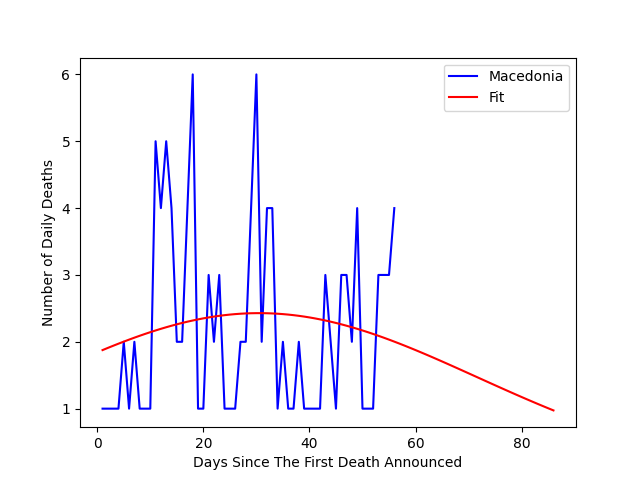 Macedonia
Fit
6
5
4
3
2
1
Number of Daily Deaths
0 20 40 60 80
Days Since The First Death Announced